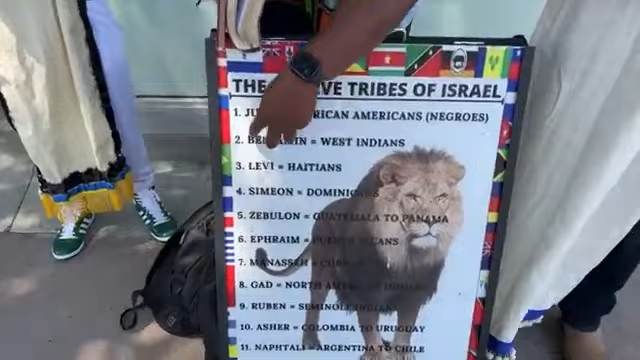 THE TRIBES OF ISRAEL
1. AMERICANS (NEGROES)
2. = WEST INDIANS
3. LEVI = HAITIANS
4. SIMEON = DOMINICANS
5. ZEBULON = GUATEMALA TO PANAMA
6. EPHRAIM =
7. MANASSEH =
8. GAD = NORTH
9. RUBEN = SEMINOLE INDIANS
10. ASHER = COLOMBIA TO URUGUAY
11. NAPHTALI = ARGENTINA TO CHILE